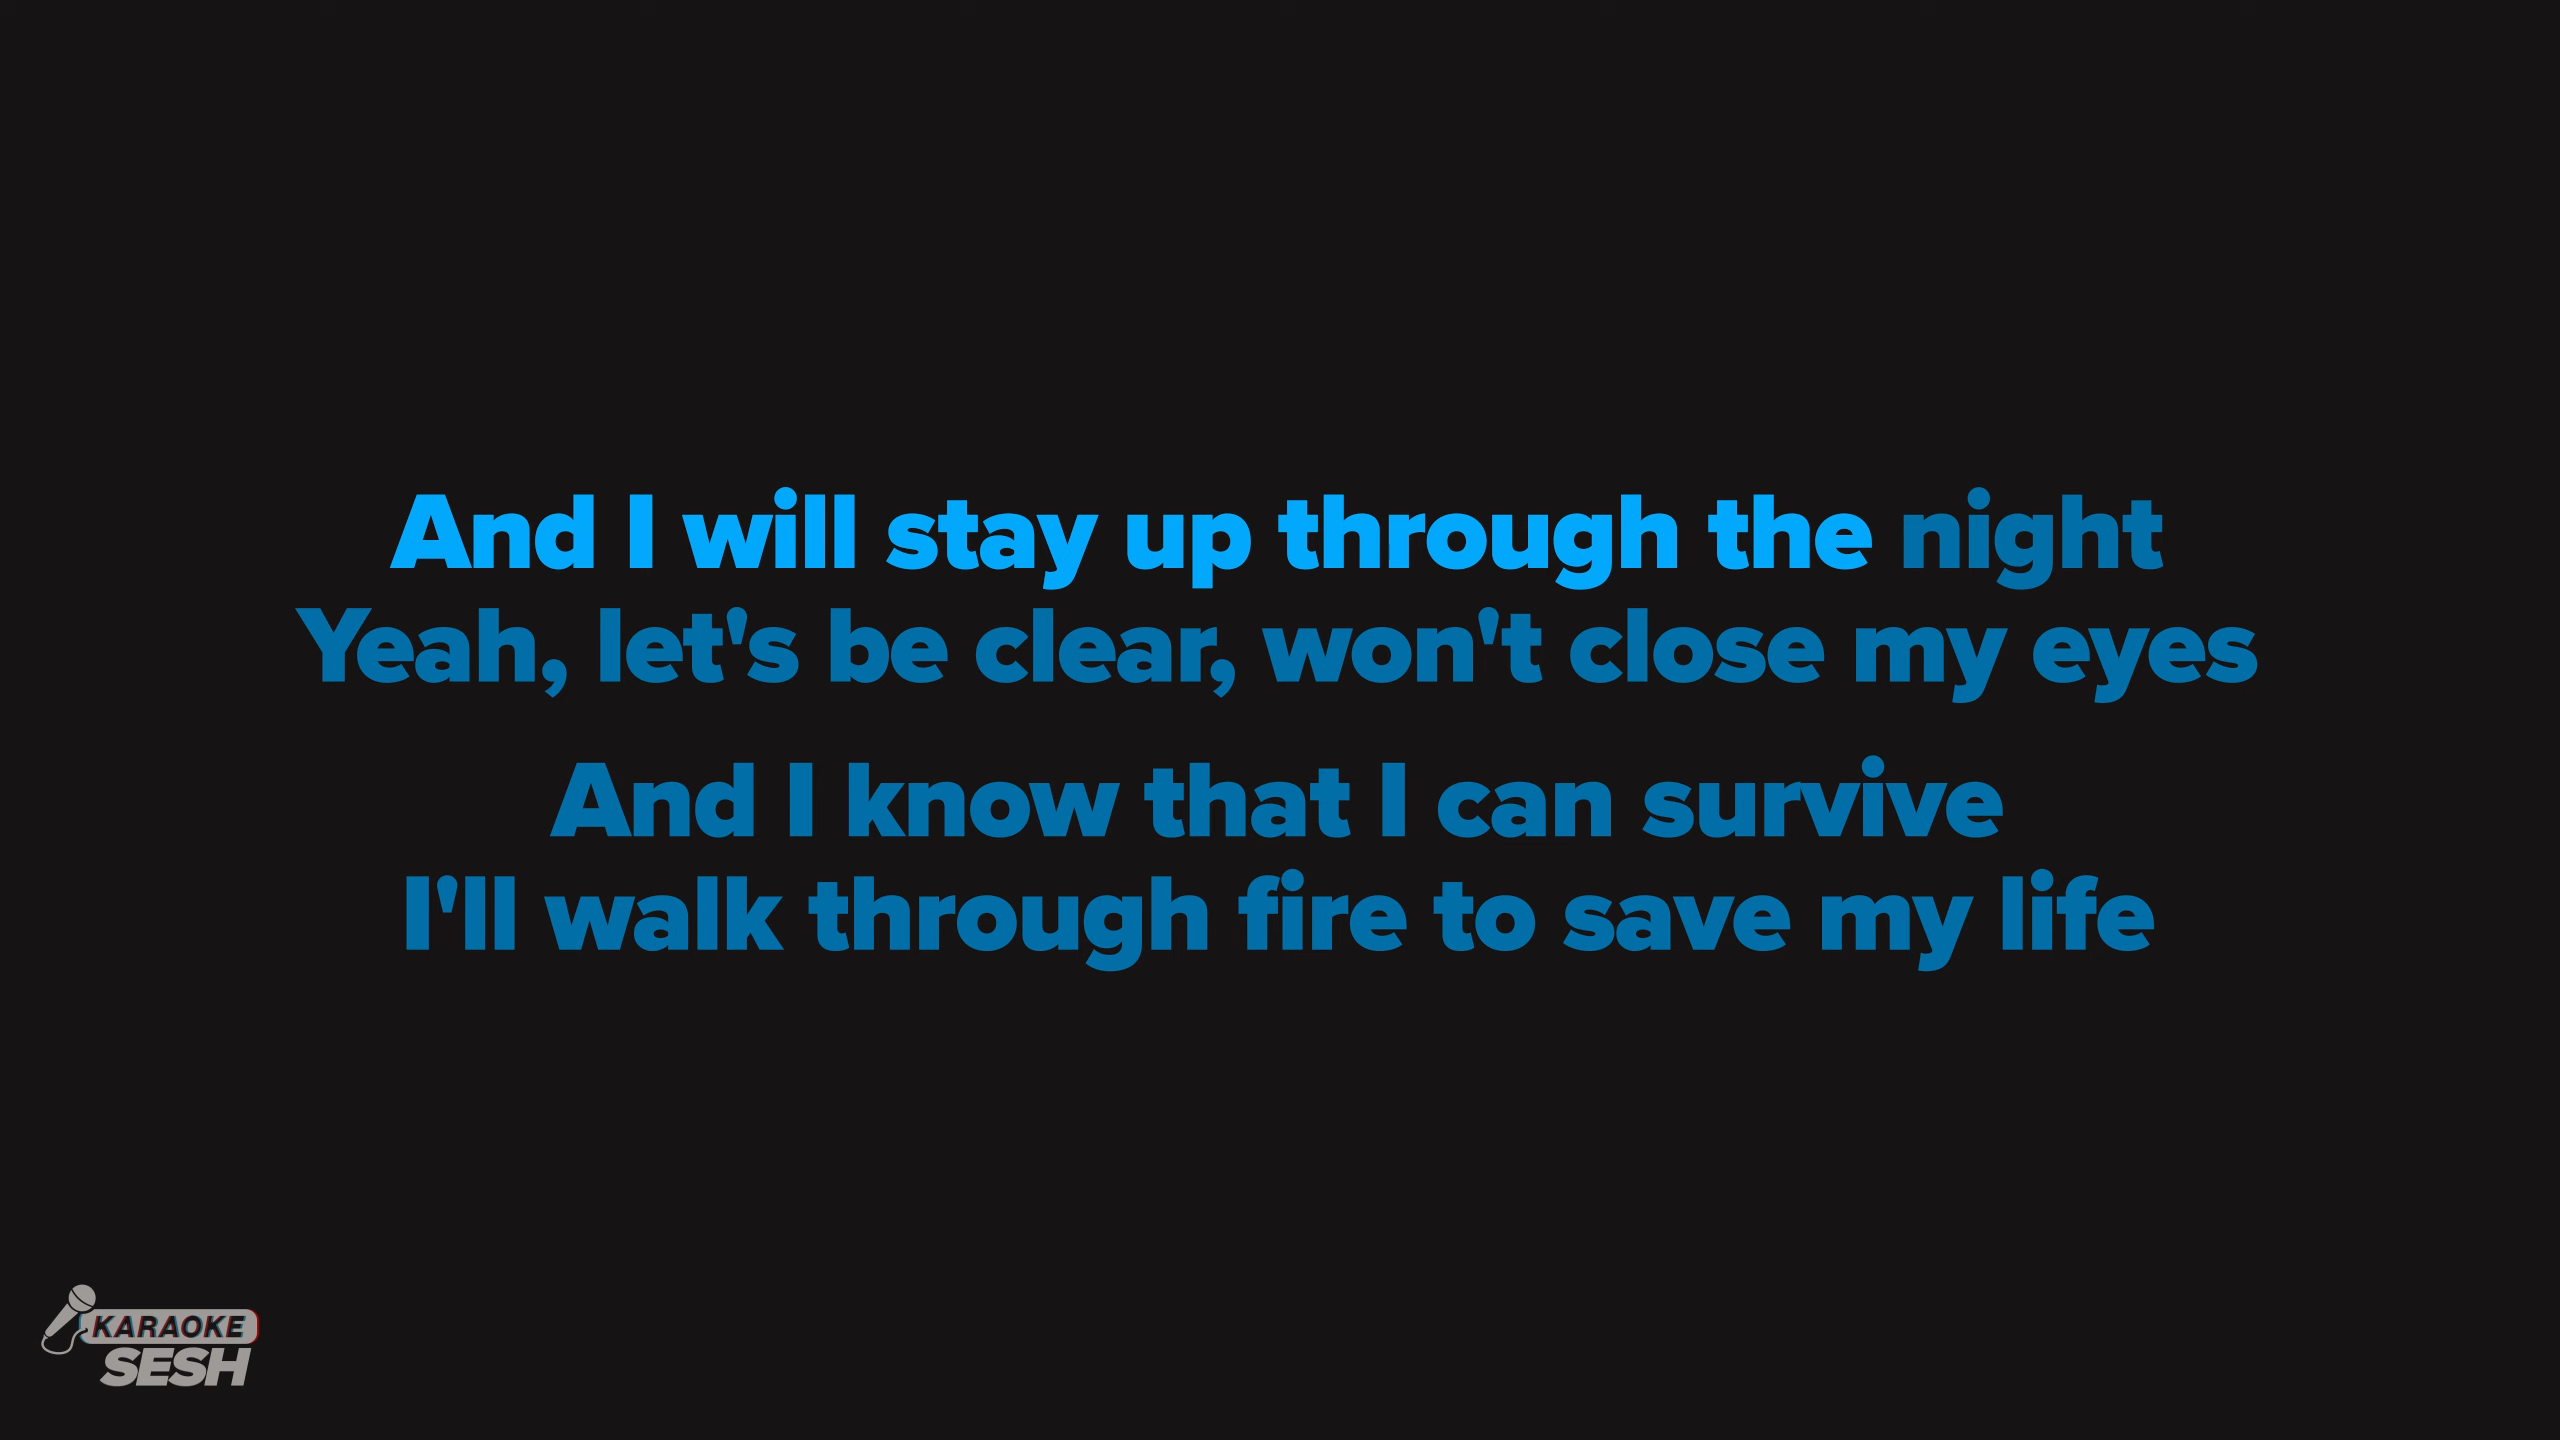 And I will stay up through the night
Yeah, let's be clear, won't close my eyes
And I know that I can survive
I'll walk through fire to save my life
KARAOKE
SESH